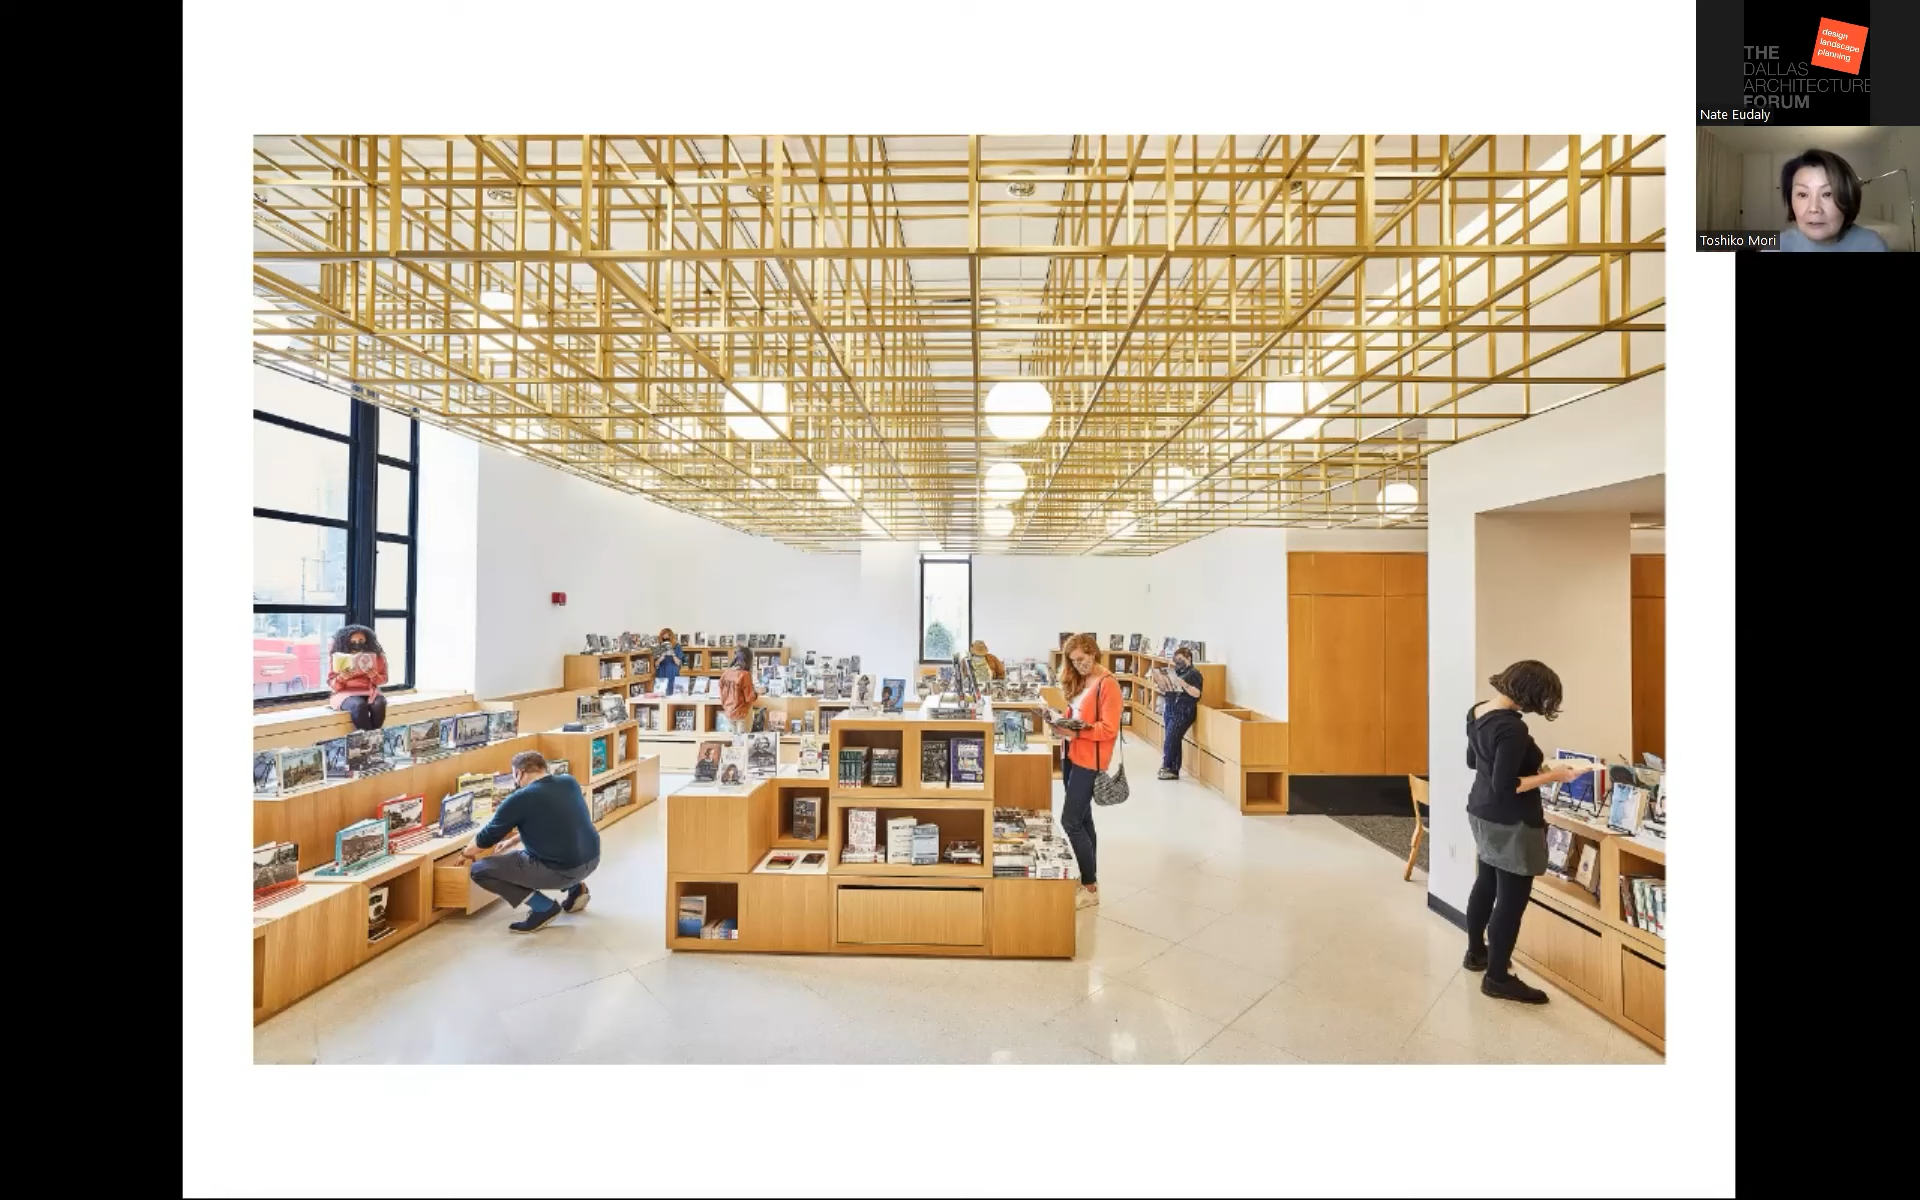 design
landscape
planning
THE
DALLAS
ARCHITECTURE
FORUM
Nate Eudaly
Toshiko Mori